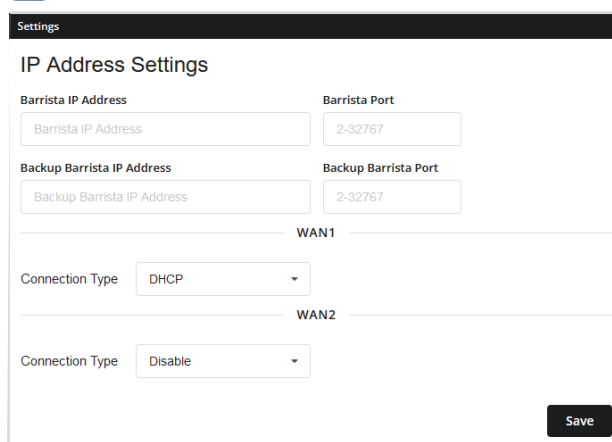 Settings
IP Address Settings
Barrista IP Address Barrista Port
Barrista IP Address 2-32767
Backup Barrista IP Address Backup Barrista Port
Backup Barrista IP Address 2-32767
WAN1
Connection Type DHCP
WAN2
Connection Type Disable
Save